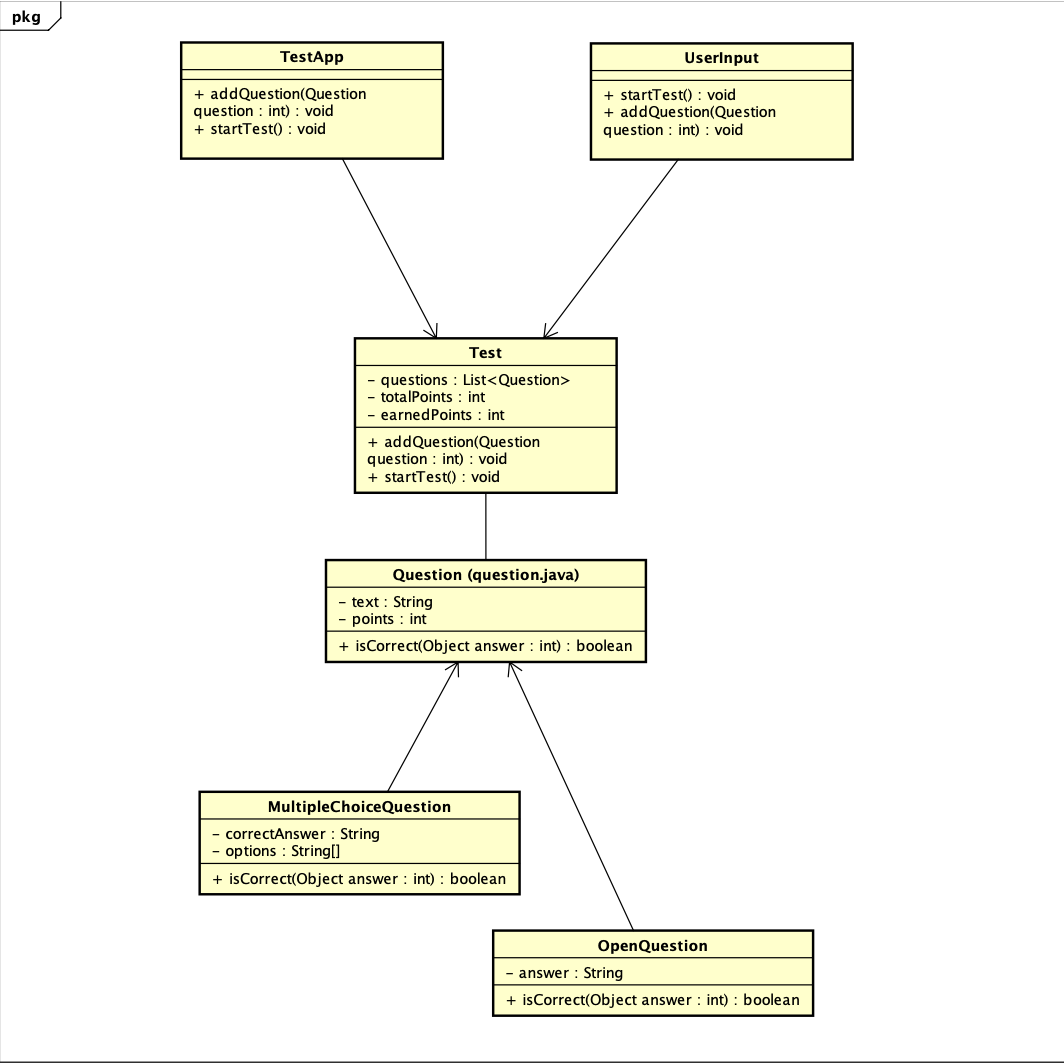 pkg
TestApp
+ addQuestion(Question
question : int) : void
+ startTest() : void
UserInput
+ startTest() : void
+ addQuestion(Question
question : int) : void
Test
– questions : List<Question>
– totalPoints : int
– earnedPoints : int
+ addQuestion(Question
question : int) : void
+ startTest() : void
Question (question.java)
– text : String
– points : int
+ isCorrect(Object answer : int) : boolean
MultipleChoiceQuestion
– correctAnswer : String
– options : String[]
+ isCorrect(Object answer : int) : boolean
OpenQuestion
– answer : String
+ isCorrect(Object answer : int) : boolean